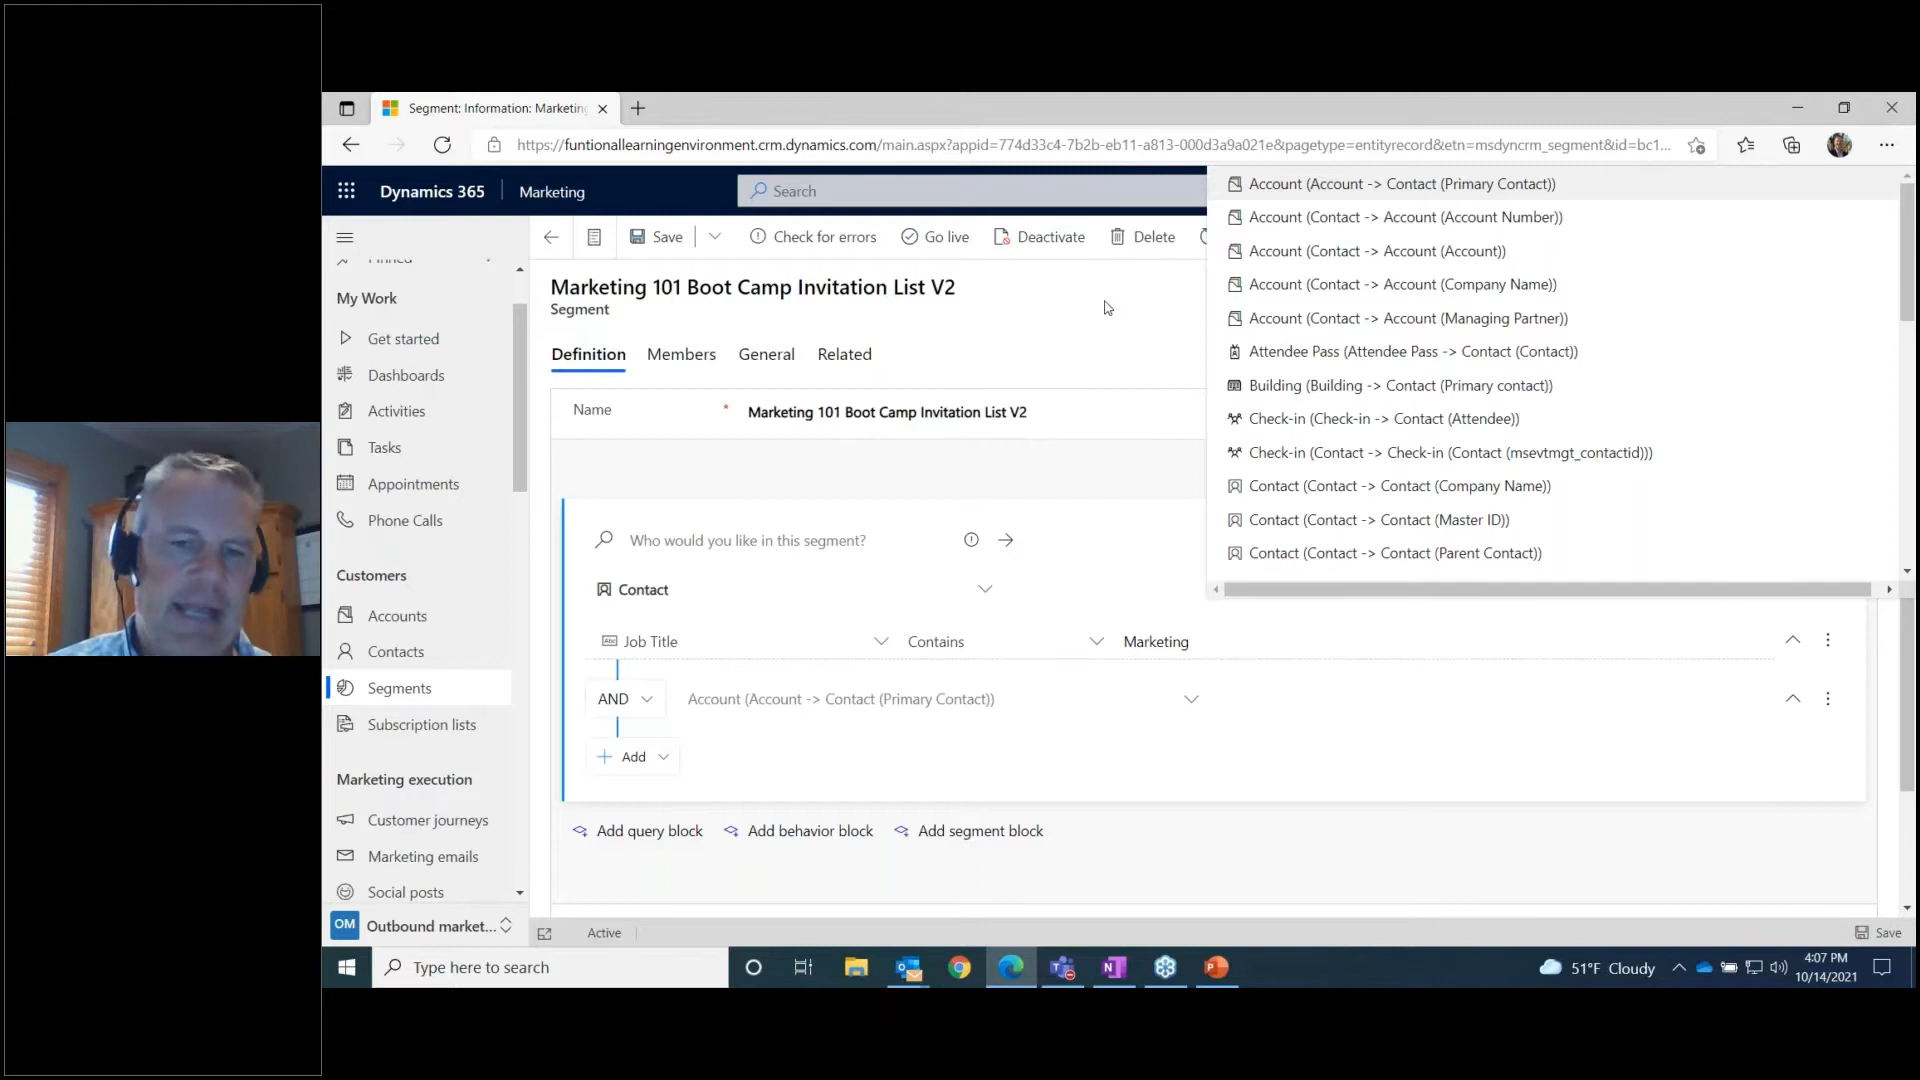 Segment: Information: Marketin
https://funtionallearningenvironment.crm.dynamics.com/main.aspx?appid=774d33c4-7b2b-eb11-a813-000d3a9a021e&pagetype=entityrecord&etn=msdyncrm_segment&id=bc1...
Dynamics 365
Marketing
Search
Save
Check for errors
Go live
Deactivate
Delete
My Work
Get started
Dashboards
Activities
Tasks
Appointments
Phone Calls
Customers
Accounts
Contacts
Segments
Subscription lists
Marketing execution
Customer journeys
Marketing emails
Social posts
OM Outbound market...
Marketing 101 Boot Camp Invitation List V2
Segment
Definition
Members
General
Related
Name * Marketing 101 Boot Camp Invitation List V2
Who would you like in this segment?
Contact
Abc Job Title Contains Marketing
AND Account (Account -> Contact (Primary Contact))
+ Add
Add query block
Add behavior block
Add segment block
Account (Account -> Contact (Primary Contact))
Account (Contact -> Account (Account Number))
Account (Contact -> Account (Account))
Account (Contact -> Account (Company Name))
Account (Contact -> Account (Managing Partner))
Attendee Pass (Attendee Pass -> Contact (Contact))
Building (Building -> Contact (Primary contact))
Check-in (Check-in -> Contact (Attendee))
Check-in (Contact -> Check-in (Contact (msevtmgt_contactid)))
Contact (Contact -> Contact (Company Name))
Contact (Contact -> Contact (Master ID))
Contact (Contact -> Contact (Parent Contact))
Active
Save
Type here to search
51°F Cloudy
4:07 PM
10/14/2021